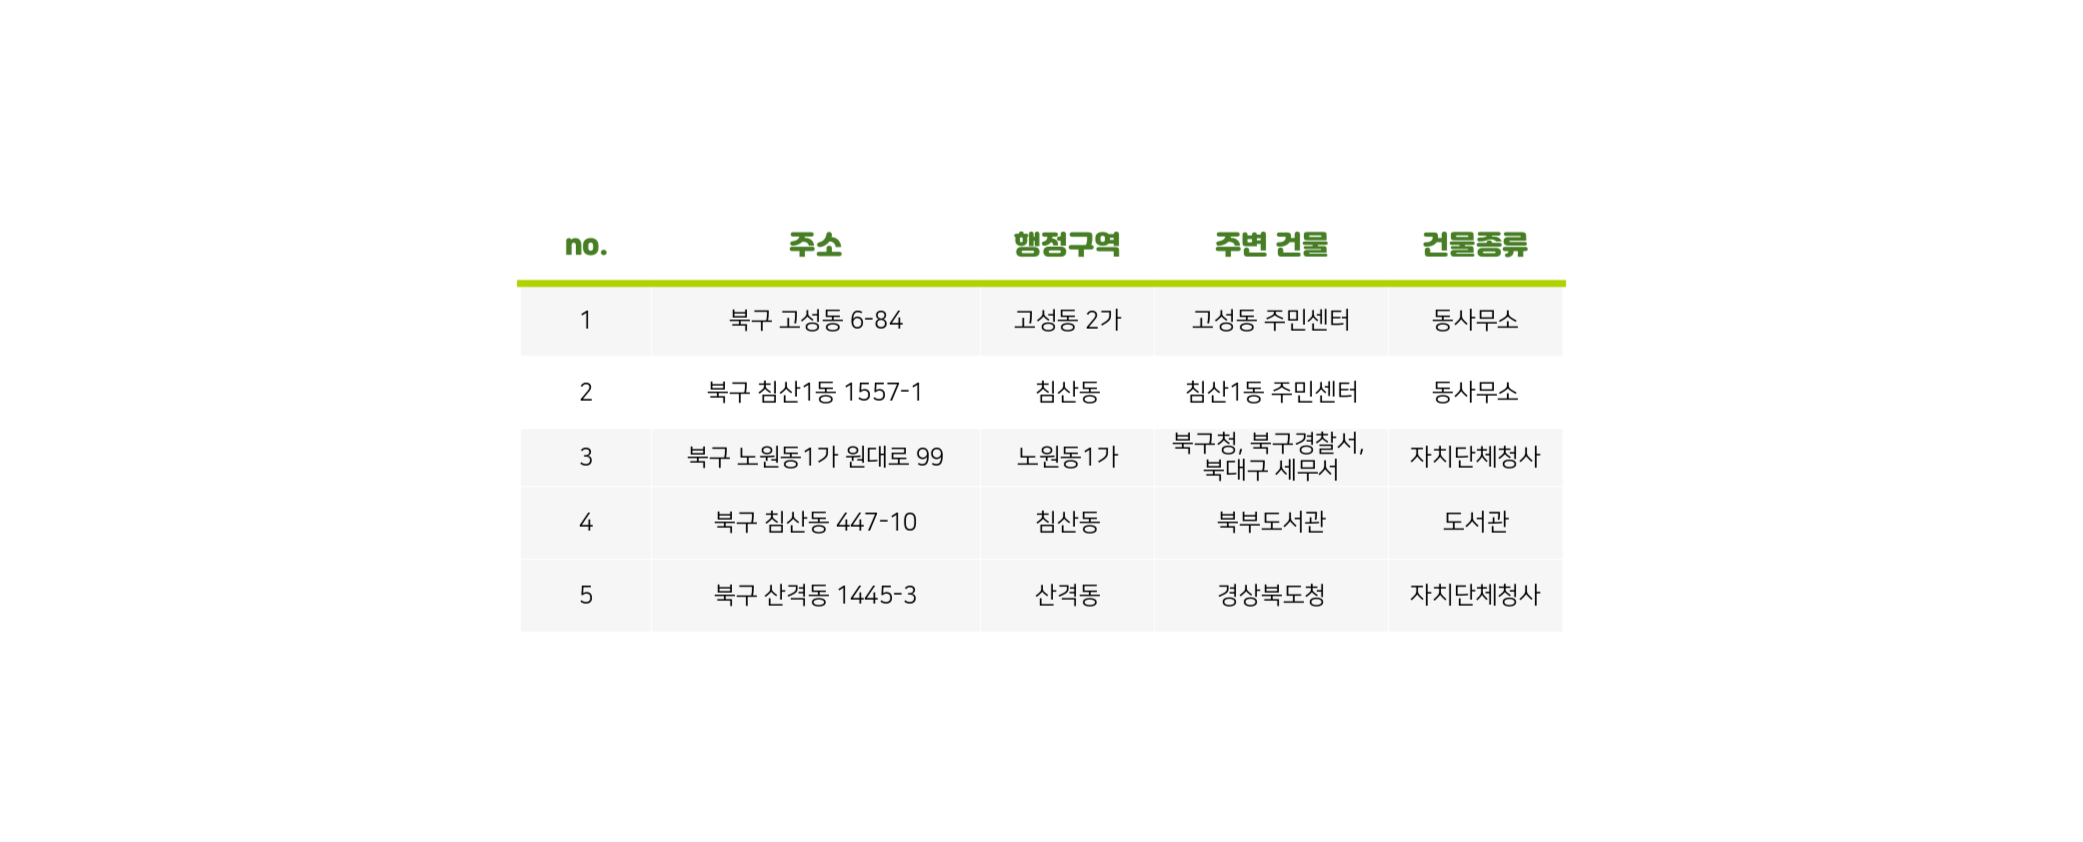 no. 주소 행정구역 주변 건물 건물종류
1 북구 고성동 6-84 고성동 2가 고성동 주민센터 동사무소
2 북구 침산1동 1557-1 침산동 침산1동 주민센터 동사무소
3 북구 노원동1가 원대로 99 노원동1가 북구청, 북구경찰서, 자치단체청사
북대구 세무서
4 북구 침산동 447-10 침산동 북부도서관 도서관
5 북구 산격동 1445-3 산격동 경상북도청 자치단체청사